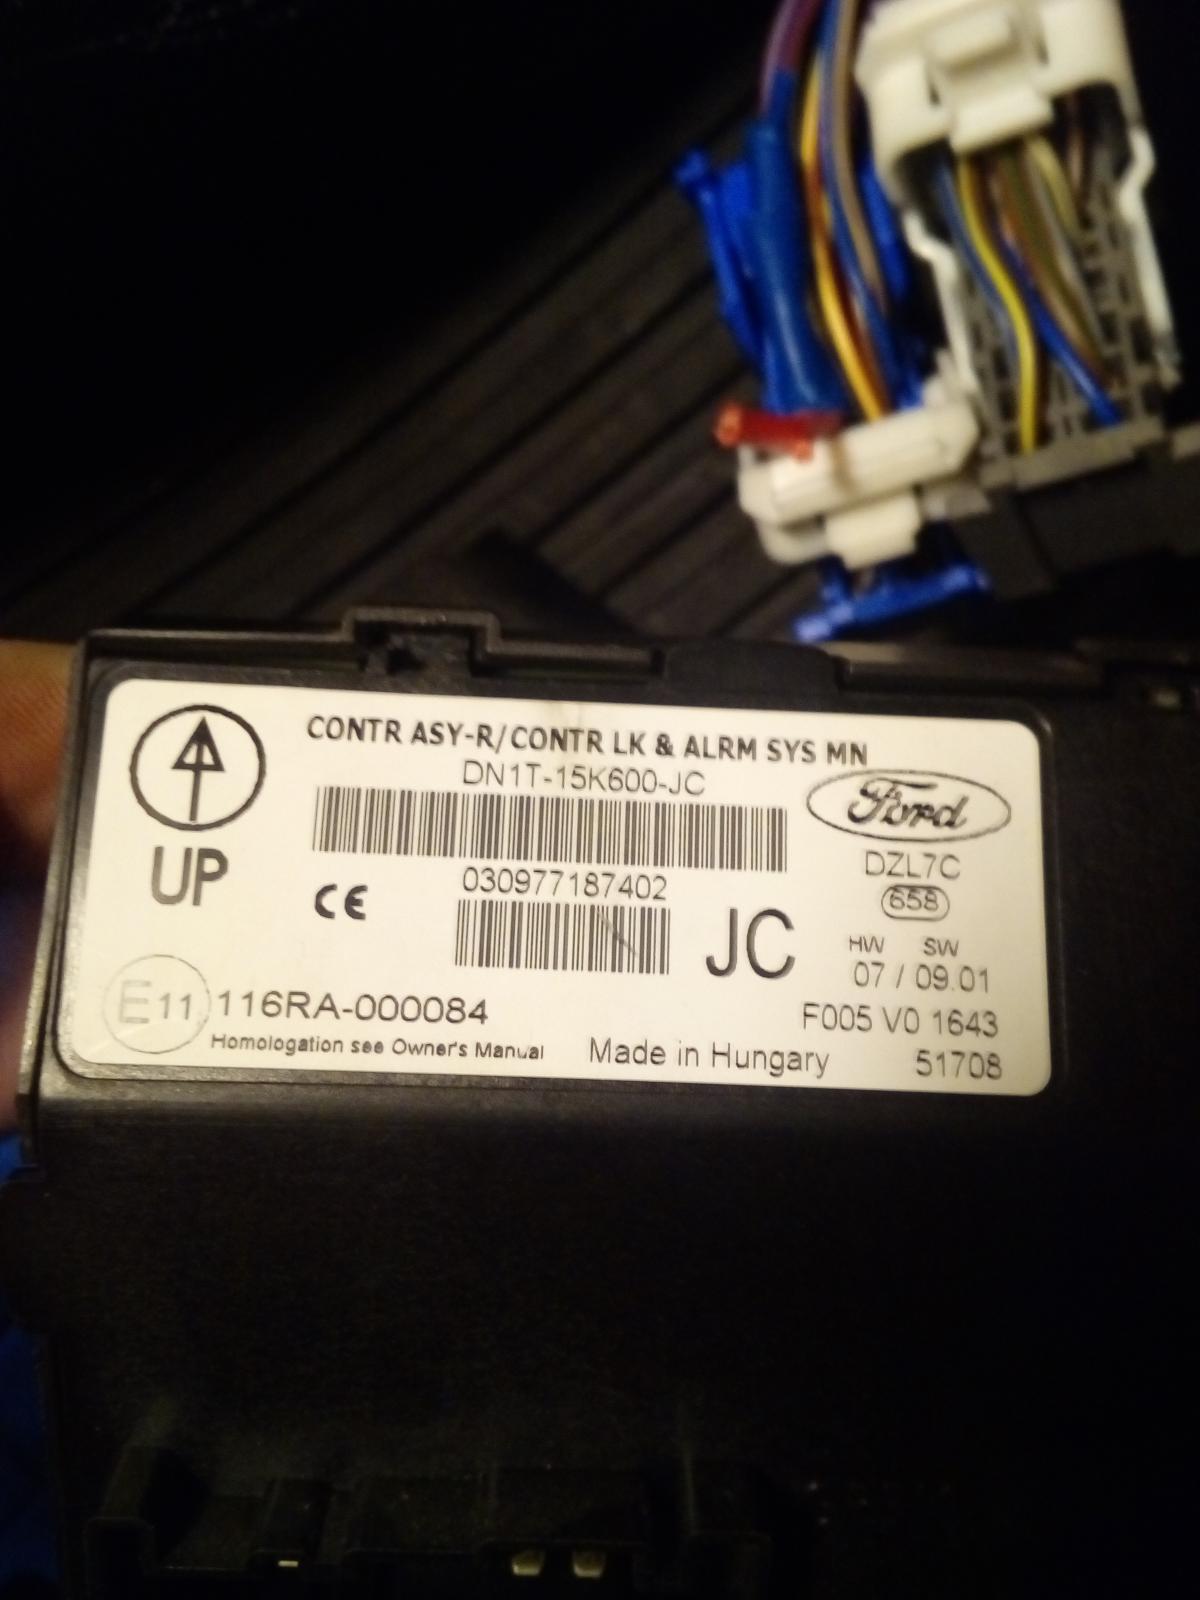 CONTR ASY-R/CONTR LK & ALRM SYS MN
DN1T-15K600-JC
Ford
UP
030977187402
CE
JC
DZL7C
658
HW SW
07 / 09.01
E11 116RA-000084
F005 V0 1643
Homologation see Owner's Manual
Made in Hungary
51708